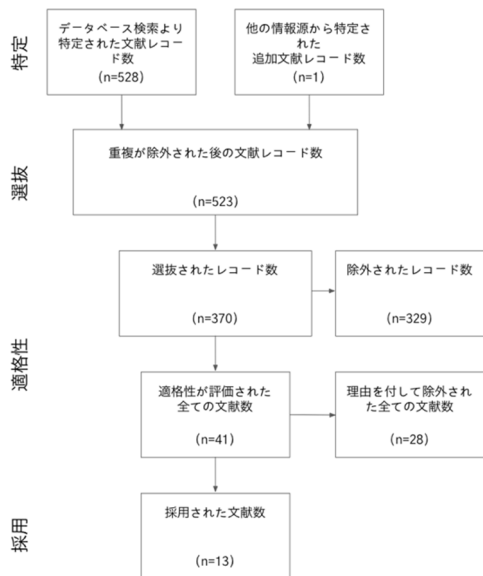 特定
データベース検索より
特定された文献レコー
ド数
(n=528)
他の情報源から特定さ
れた
追加文献レコード数
(n=1)
選抜
重複が除外された後の文献レコード数
(n=523)
適格性
選抜されたレコード数
(n=370)
除外されたレコード数
(n=329)
適格性が評価された
全ての文献数
(n=41)
理由を付して除外され
た全ての文献数
(n=28)
採用
採用された文献数
(n=13)